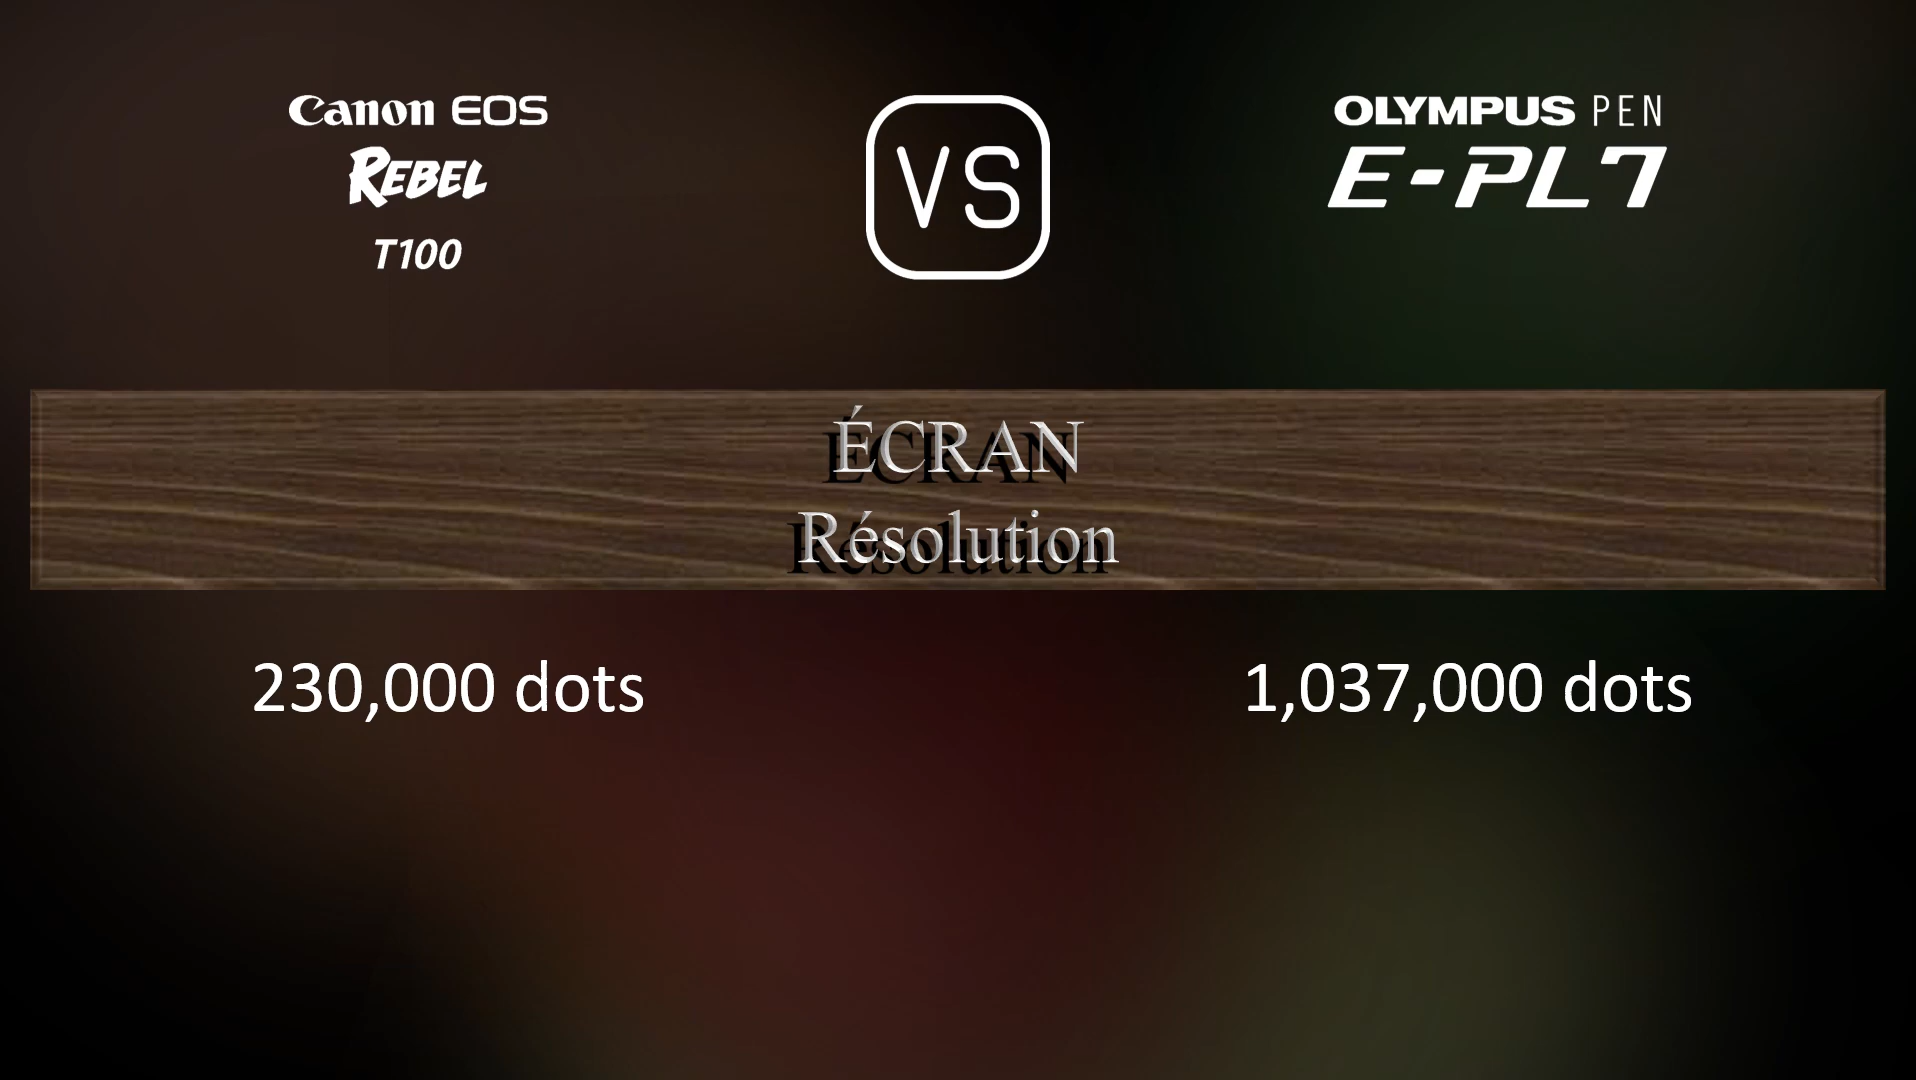 Canon EOS
REBEL
T100
VS
OLYMPUS PEN
E-PL7
ÉCRAN
Résolution
230,000 dots
1,037,000 dots